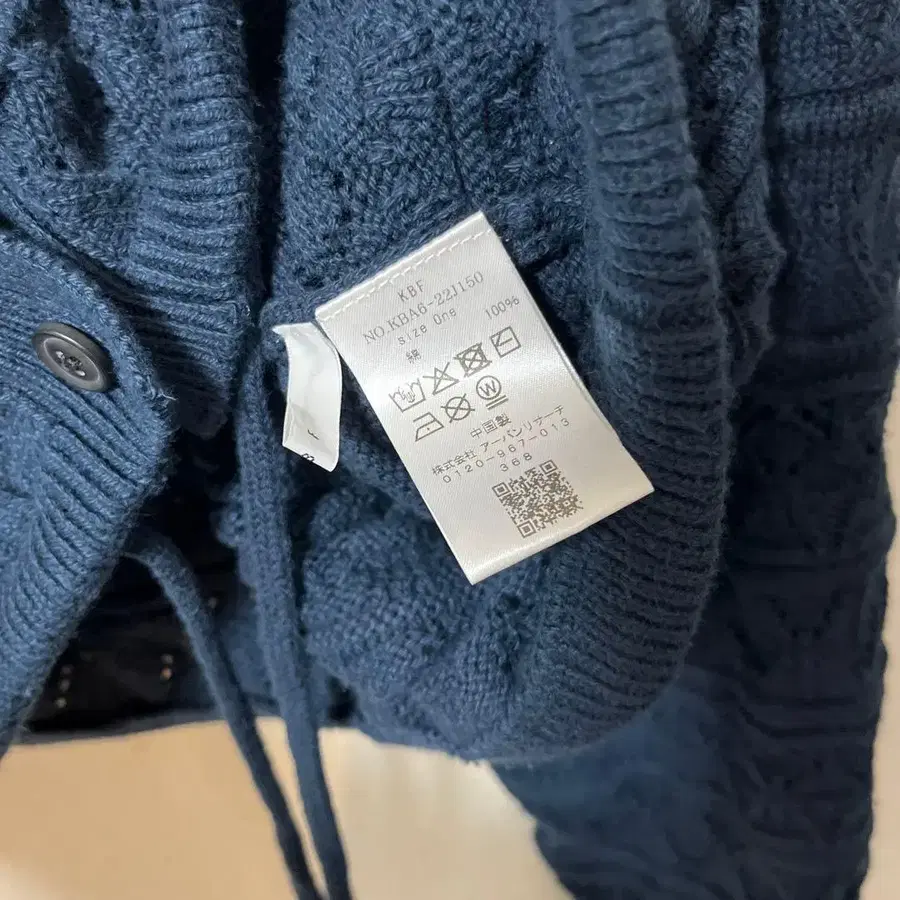 KBF
NO.KBA6-22J150
size One
綿 100%
中国製
株式会社 アーバンリサーチ
0120-967-013
368